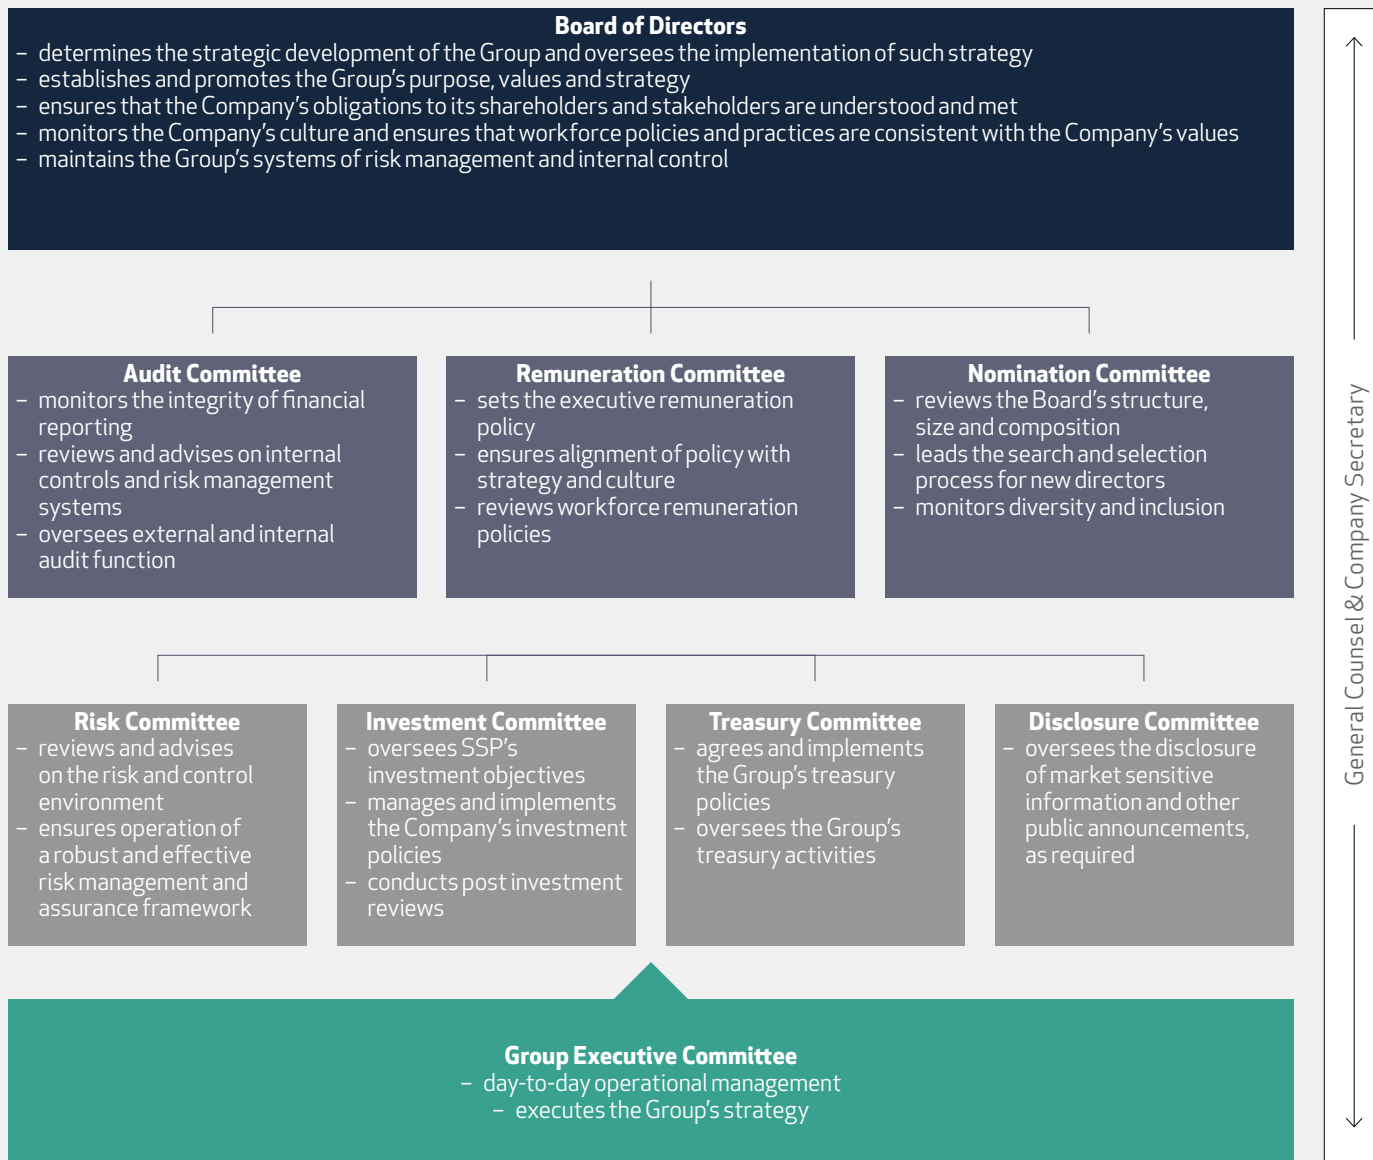 Board of Directors
– determines the strategic development of the Group and oversees the implementation of such strategy
– establishes and promotes the Group’s purpose, values and strategy
– ensures that the Company’s obligations to its shareholders and stakeholders are understood and met
– monitors the Company’s culture and ensures that workforce policies and practices are consistent with the Company’s values
– maintains the Group’s systems of risk management and internal control
Audit Committee
– monitors the integrity of financial
reporting
– reviews and advises on internal
controls and risk management
systems
– oversees external and internal
audit function
Remuneration Committee
– sets the executive remuneration
policy
– ensures alignment of policy with
strategy and culture
– reviews workforce remuneration
policies
Nomination Committee
– reviews the Board’s structure,
size and composition
– leads the search and selection
process for new directors
– monitors diversity and inclusion
Risk Committee
– reviews and advises
on the risk and control
environment
– ensures operation of
a robust and effective
risk management and
assurance framework
Investment Committee
– oversees SSP’s
investment objectives
– manages and implements
the Company’s investment
policies
– conducts post investment
reviews
Treasury Committee
– agrees and implements
the Group’s treasury
policies
– oversees the Group’s
treasury activities
Disclosure Committee
– oversees the disclosure
of market sensitive
information and other
public announcements,
as required
Group Executive Committee
– day-to-day operational management
– executes the Group’s strategy
General Counsel & Company Secretary